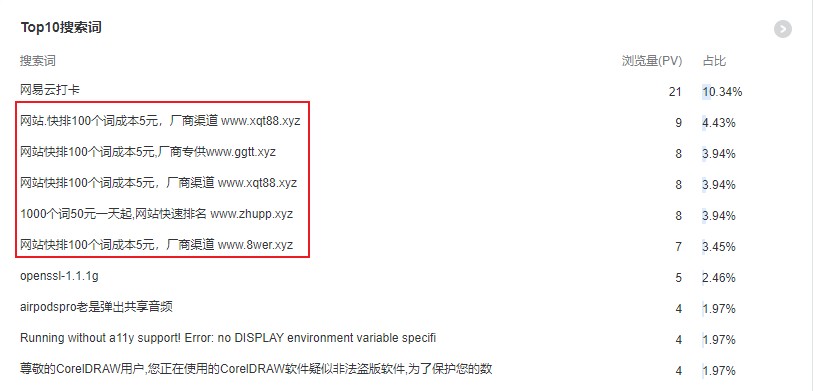 Top10搜索词
搜索词 浏览量(PV) 占比
网易云打卡 21 10.34%
网站.快排100个词成本5元，厂商渠道 www.xqt88.xyz 9 4.43%
网站快排100个词成本5元,厂商专供www.ggtt.xyz 8 3.94%
网站快排100个词成本5元，厂商渠道 www.xqt88.xyz 8 3.94%
1000个词50元一天起,网站快速排名 www.zhupp.xyz 8 3.94%
网站快排100个词成本5元，厂商渠道 www.8wer.xyz 7 3.45%
openssl-1.1.1g 5 2.46%
airpodspro老是弹出共享音频 4 1.97%
Running without a11y support! Error: no DISPLAY environment variable specifi 4 1.97%
尊敬的CorelDRAW用户,您正在使用的CorelDRAW软件疑似非法盗版软件,为了保护您的数 4 1.97%